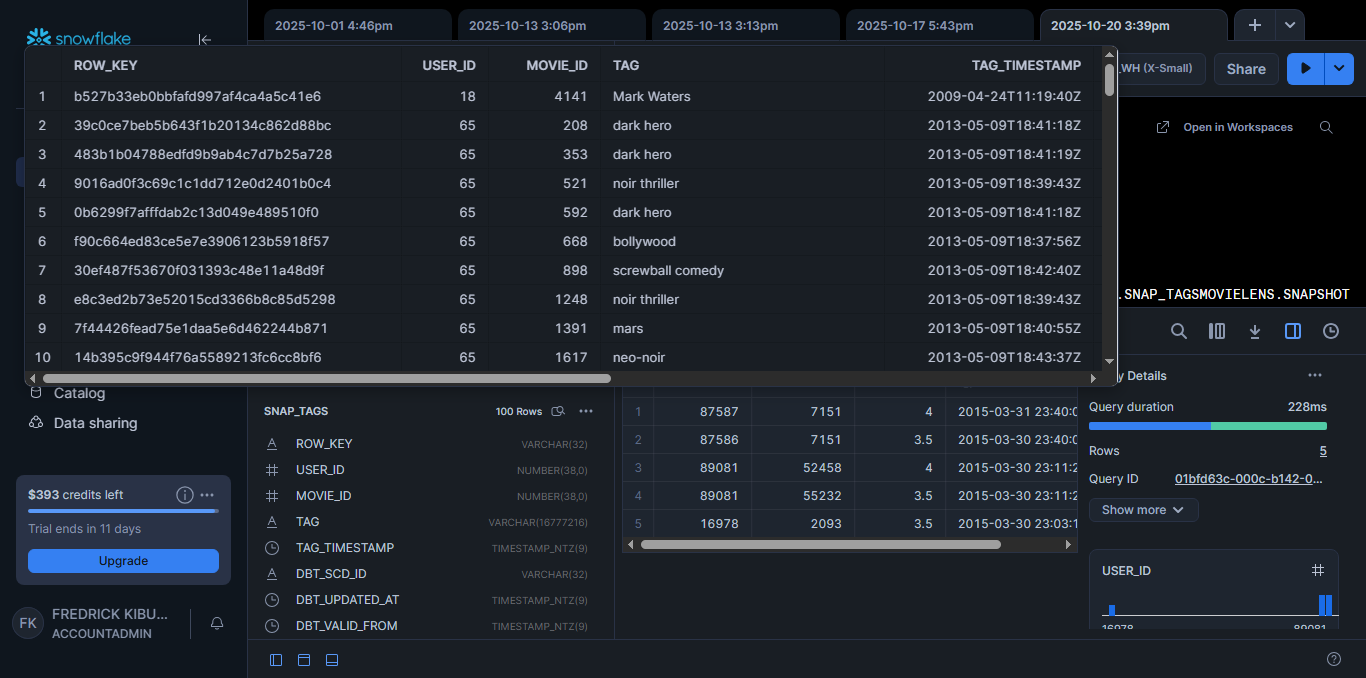 2025-10-01 4:46pm
2025-10-13 3:06pm
2025-10-13 3:13pm
2025-10-17 5:43pm
2025-10-20 3:39pm
snowflake
_WH (X-Small)
Share
Open in Workspaces
ROW_KEY USER_ID MOVIE_ID TAG TAG_TIMESTAMP
1 b527b33eb0bbfafd997af4ca4a5c41e6 18 4141 Mark Waters 2009-04-24T11:19:40Z
2 39c0ce7beb5b643f1b20134c862d88bc 65 208 dark hero 2013-05-09T18:41:18Z
3 483b1b04788edfd9b9ab4c7d7b25a728 65 353 dark hero 2013-05-09T18:41:19Z
4 9016ad0f3c69c1c1dd712e0d2401b0c4 65 521 noir thriller 2013-05-09T18:39:43Z
5 0b6299f7afffdab2c13d049e489510f0 65 592 dark hero 2013-05-09T18:41:18Z
6 f90c664ed83ce5e7e3906123b5918f57 65 668 bollywood 2013-05-09T18:37:56Z
7 30ef487f53670f031393c48e11a48d9f 65 898 screwball comedy 2013-05-09T18:42:40Z
8 e8c3ed2b73e52015cd3366b8c85d5298 65 1248 noir thriller 2013-05-09T18:39:43Z
9 7f44426fead75e1daa5e6d462244b871 65 1391 mars 2013-05-09T18:40:55Z
10 14b395c9f944f76a5589213fc6cc8bf6 65 1617 neo-noir 2013-05-09T18:43:37Z
.SNAP_TAGSMOVIELENS.SNAPSHOT
Catalog
Data sharing
$393 credits left
Trial ends in 11 days
Upgrade
FK
FREDRICK KIBU...
ACCOUNTADMIN
SNAP_TAGS 100 Rows
ROW_KEY VARCHAR(32)
USER_ID NUMBER(38,0)
MOVIE_ID NUMBER(38,0)
TAG VARCHAR(16777216)
TAG_TIMESTAMP TIMESTAMP_NTZ(9)
DBT_SCD_ID VARCHAR(32)
DBT_UPDATED_AT TIMESTAMP_NTZ(9)
DBT_VALID_FROM TIMESTAMP_NTZ(9)
1 87587 7151 4 2015-03-31 23:40:0
2 87586 7151 3.5 2015-03-30 23:40:0
3 89081 52458 4 2015-03-30 23:11:2
4 89081 55232 3.5 2015-03-30 23:11:2
5 16978 2093 3.5 2015-03-30 23:03:1
y Details
Query duration 228ms
Rows 5
Query ID 01bfd63c-000c-b142-0...
Show more
USER_ID
16978 89081